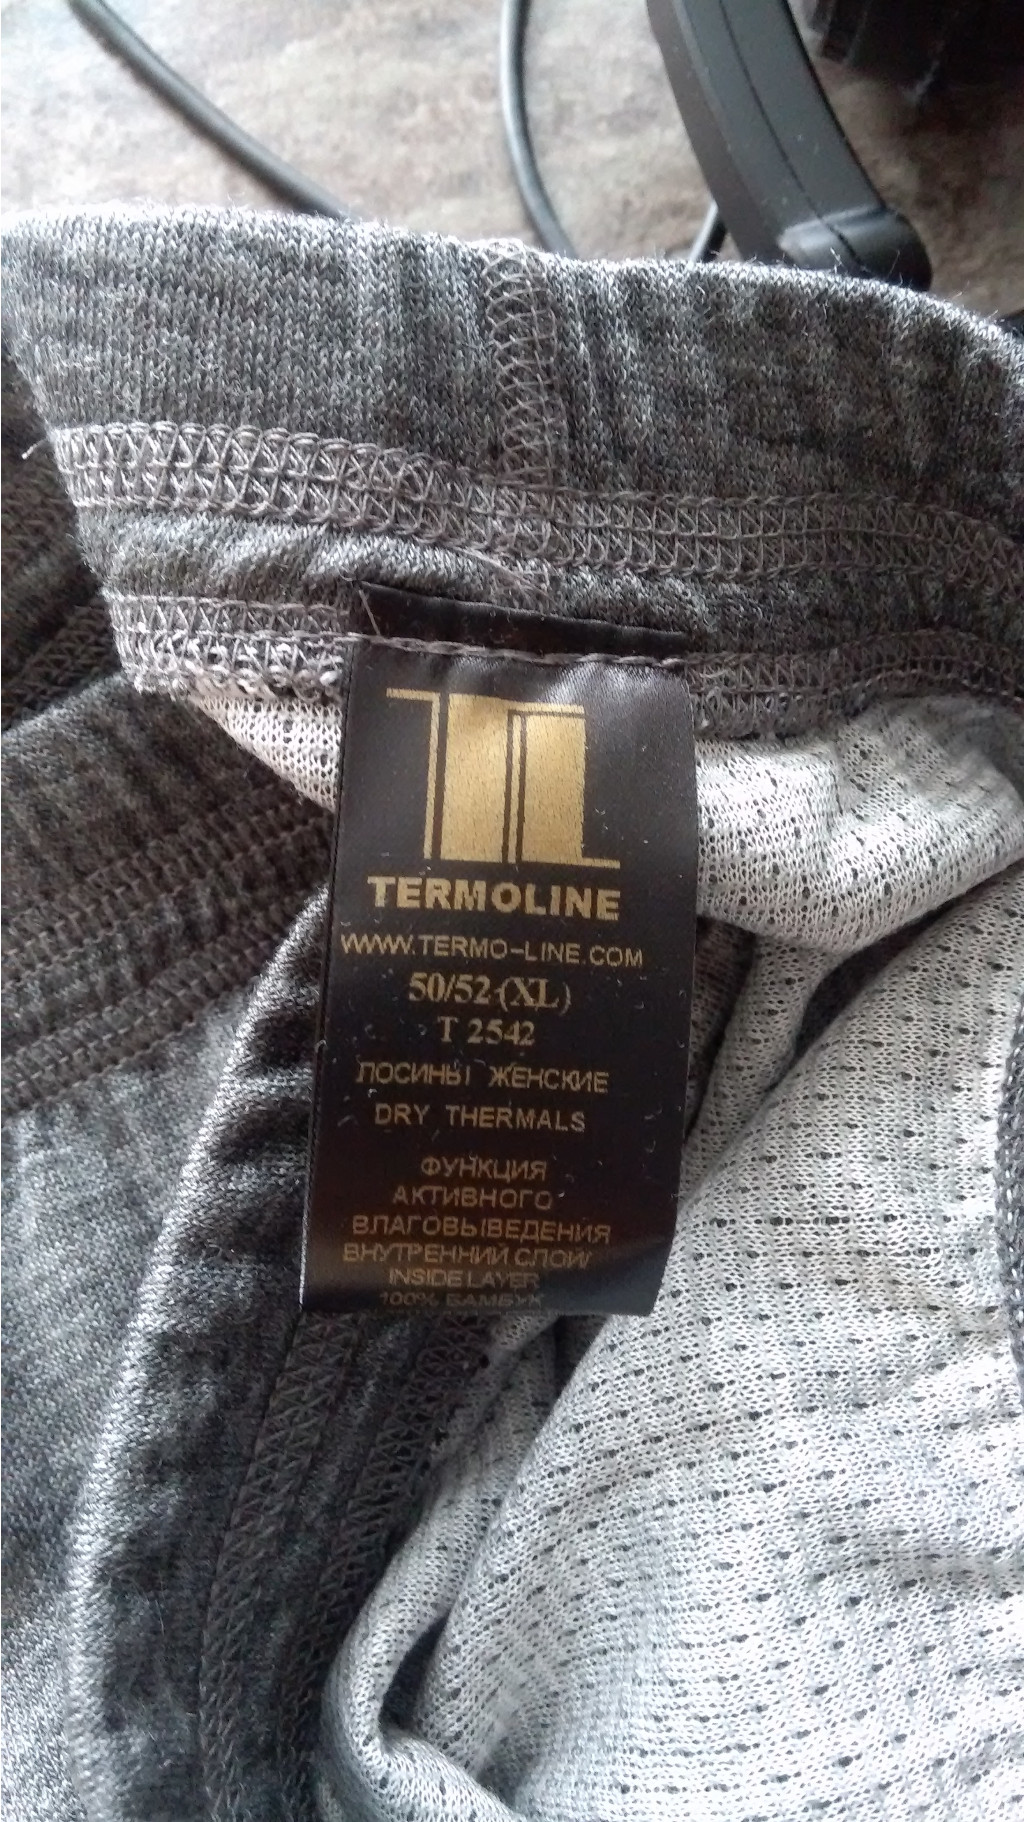 TL
TERMOLINE
WWW.TERMO-LINE.COM
50/52-(XL)
T 2542
ЛОСИНЫ ЖЕНСКИЕ
DRY THERMALS
ФУНКЦИЯ
АКТИВНОГО
ВЛАГОВЫВЕДЕНИЯ
ВНУТРЕННИЙ СЛОЙ/
INSIDE LAYER
100% БАМБУК